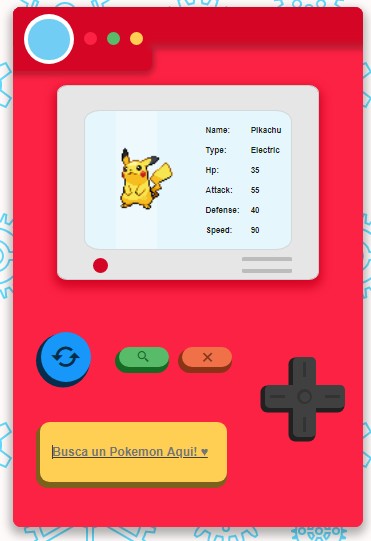 Name: Pikachu
Type: Electric
Hp: 35
Attack: 55
Defense: 40
Speed: 90
Busca un Pokemon Aqui! ♥